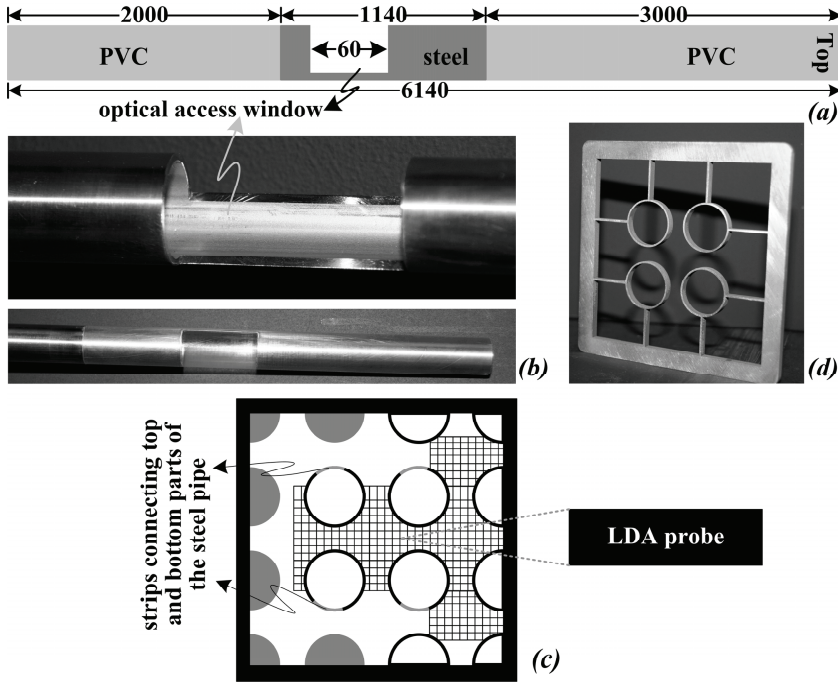 2000
1140
3000
PVC
60
steel
PVC
Top
6140
optical access window
(a)
(b)
(d)
strips connecting top
and bottom parts of
the steel pipe
LDA probe
(c)